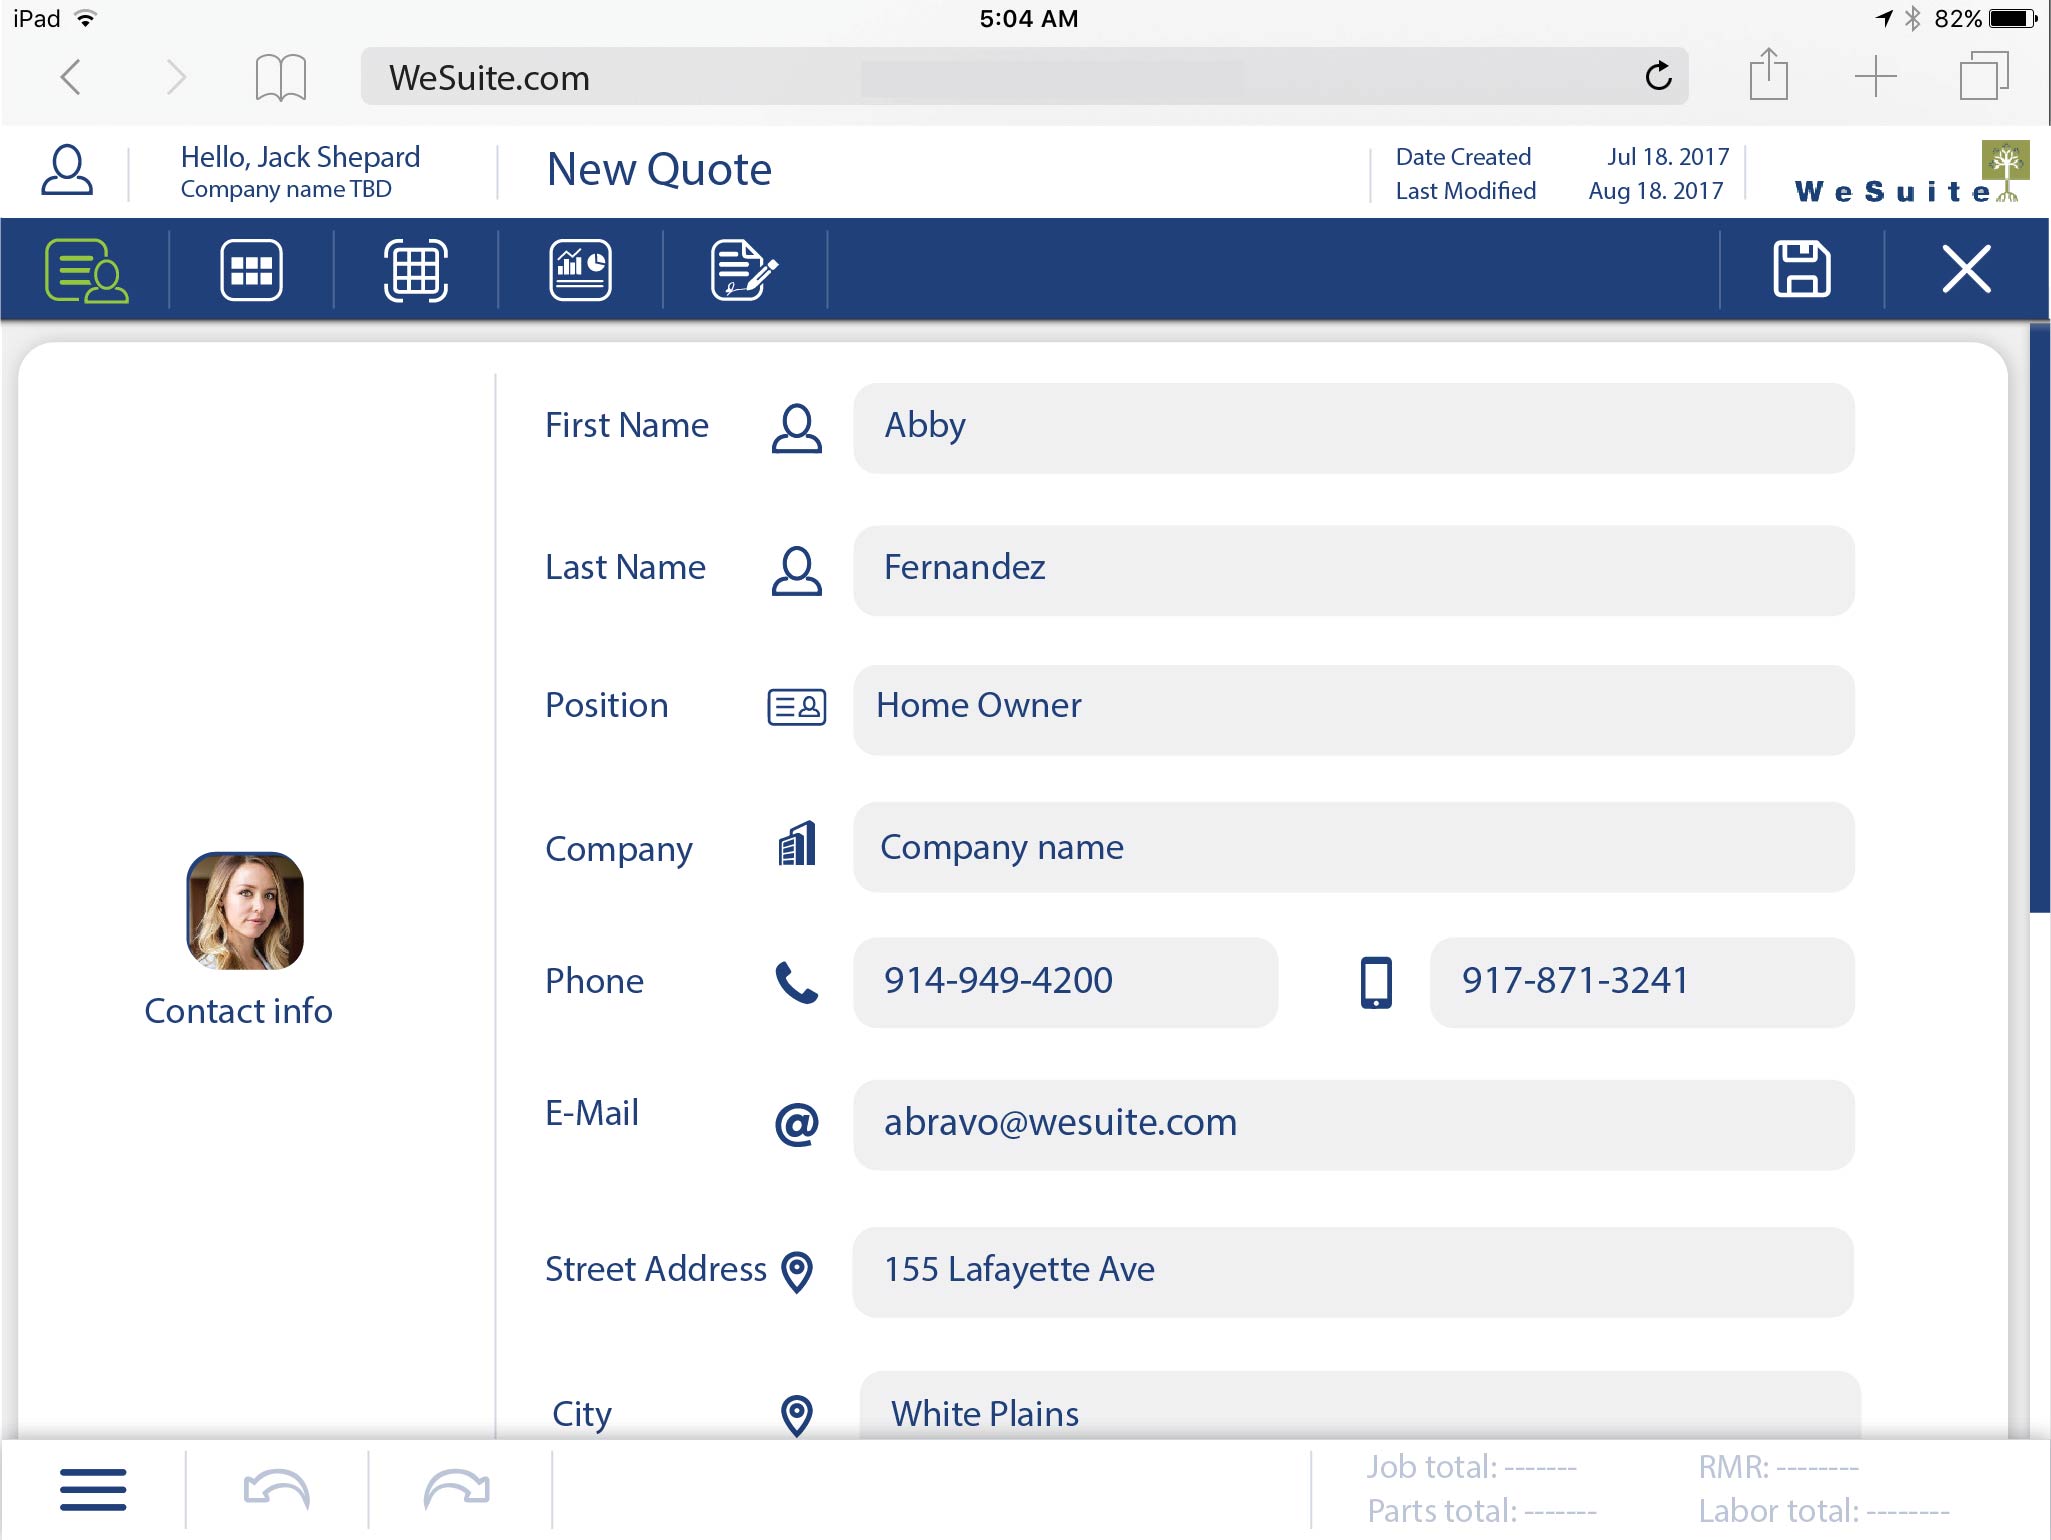 iPad 5:04 AM 82%
WeSuite.com
Hello, Jack Shepard
Company name TBD
New Quote
Date Created Jul 18. 2017
Last Modified Aug 18. 2017
WeSuite
First Name Abby
Last Name Fernandez
Position Home Owner
Company Company name
Phone 914-949-4200 917-871-3241
Contact info
E-Mail @ abravo@wesuite.com
Street Address 155 Lafayette Ave
City White Plains
Job total: ------- RMR: --------
Parts total: ------- Labor total: --------